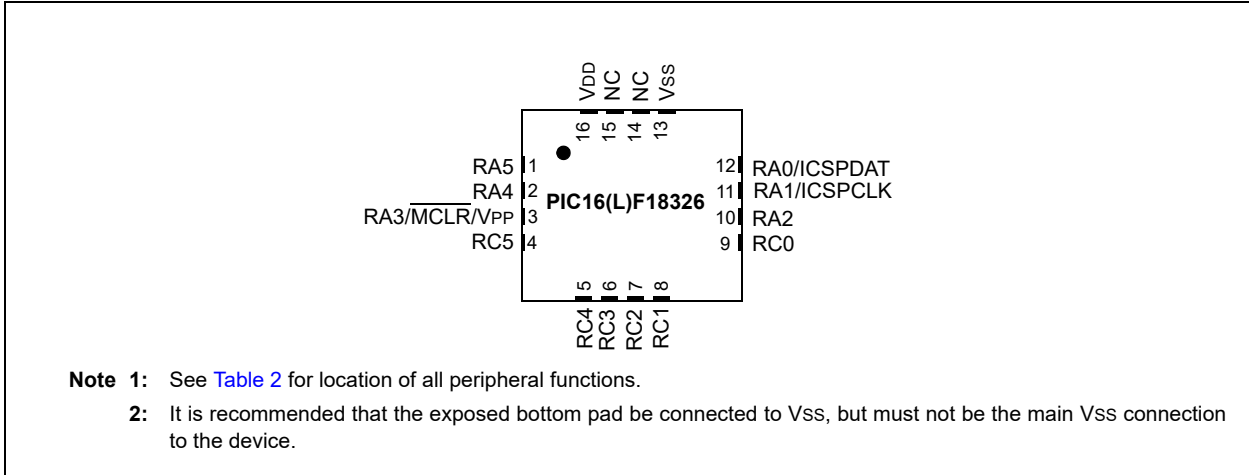 VDD
NC
NC
VSS
16
15
14
13
RA5 1
RA4 2
RA3/MCLR/VPP 3
RC5 4
PIC16(L)F18326
12 RA0/ICSPDAT
11 RA1/ICSPCLK
10 RA2
9 RC0
5
6
7
8
RC4
RC3
RC2
RC1
Note 1: See Table 2 for location of all peripheral functions.
2: It is recommended that the exposed bottom pad be connected to VSS, but must not be the main VSS connection
to the device.